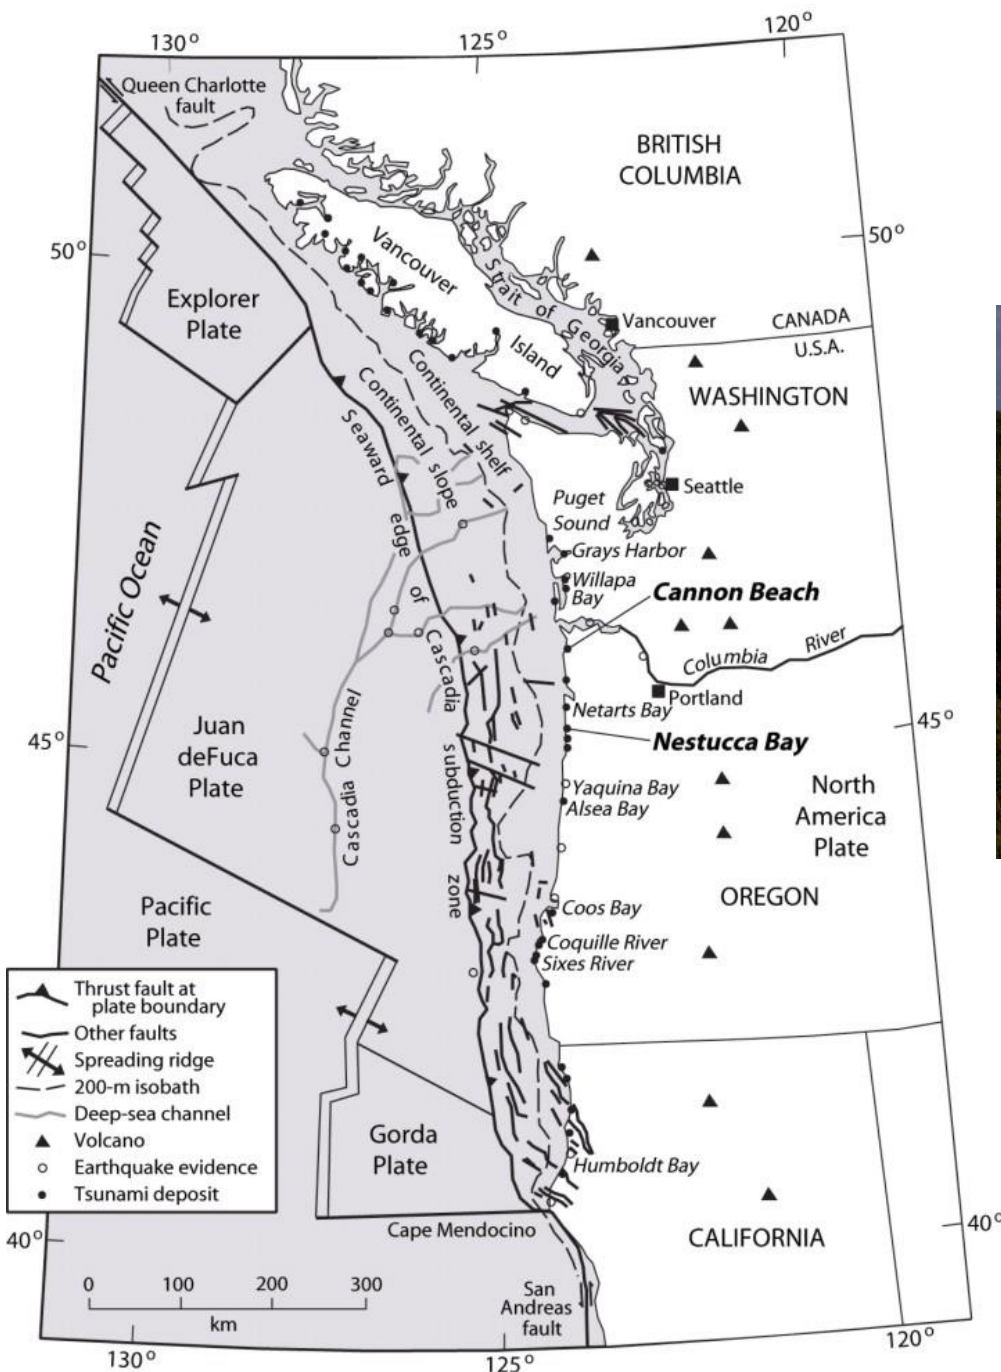 130°
125°
120°
Queen Charlotte
fault
BRITISH
COLUMBIA
50°
50°
Vancouver
Island
Strait of Georgia
Vancouver
CANADA
U.S.A.
Explorer
Plate
WASHINGTON
Continental shelf
Continental slope
Seaward edge of Cascadia subduction zone
Seattle
Puget
Sound
Grays Harbor
Willapa
Bay
Cannon Beach
Pacific Ocean
Columbia River
Portland
Netarts Bay
45°
45°
Juan
deFuca
Plate
Cascadia Channel
Nestucca Bay
Yaquina Bay
Alsea Bay
North
America
Plate
OREGON
Pacific
Plate
Coos Bay
Coquille River
Sixes River
Thrust fault at
plate boundary
Other faults
Spreading ridge
200-m isobath
Deep-sea channel
Volcano
Earthquake evidence
Tsunami deposit
Gorda
Plate
Humboldt Bay
Cape Mendocino
CALIFORNIA
40°
40°
0 100 200 300
km
San
Andreas
fault
130°
125°
120°